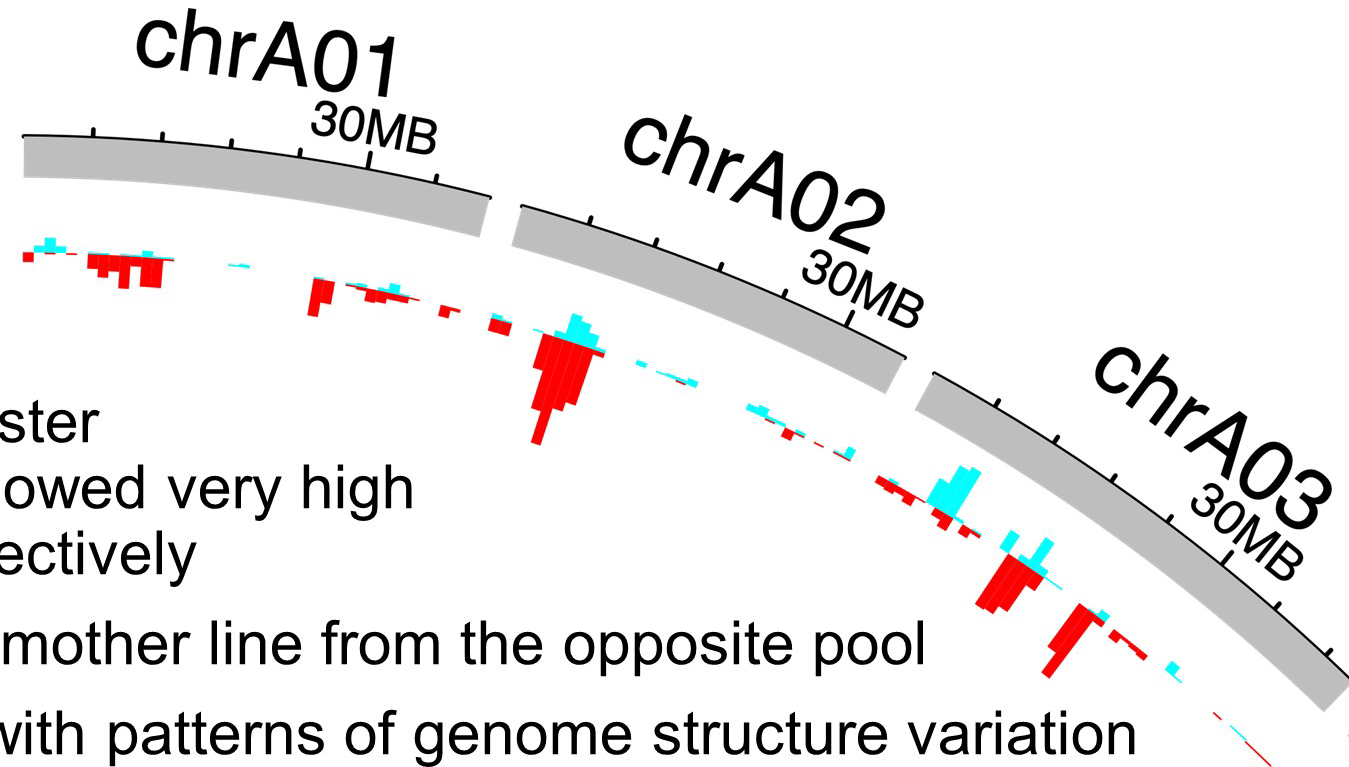 chrA01
30MB
chrA02
30MB
chrA03
30MB
ster
owed very high
ectively
mother line from the opposite pool
with patterns of genome structure variation